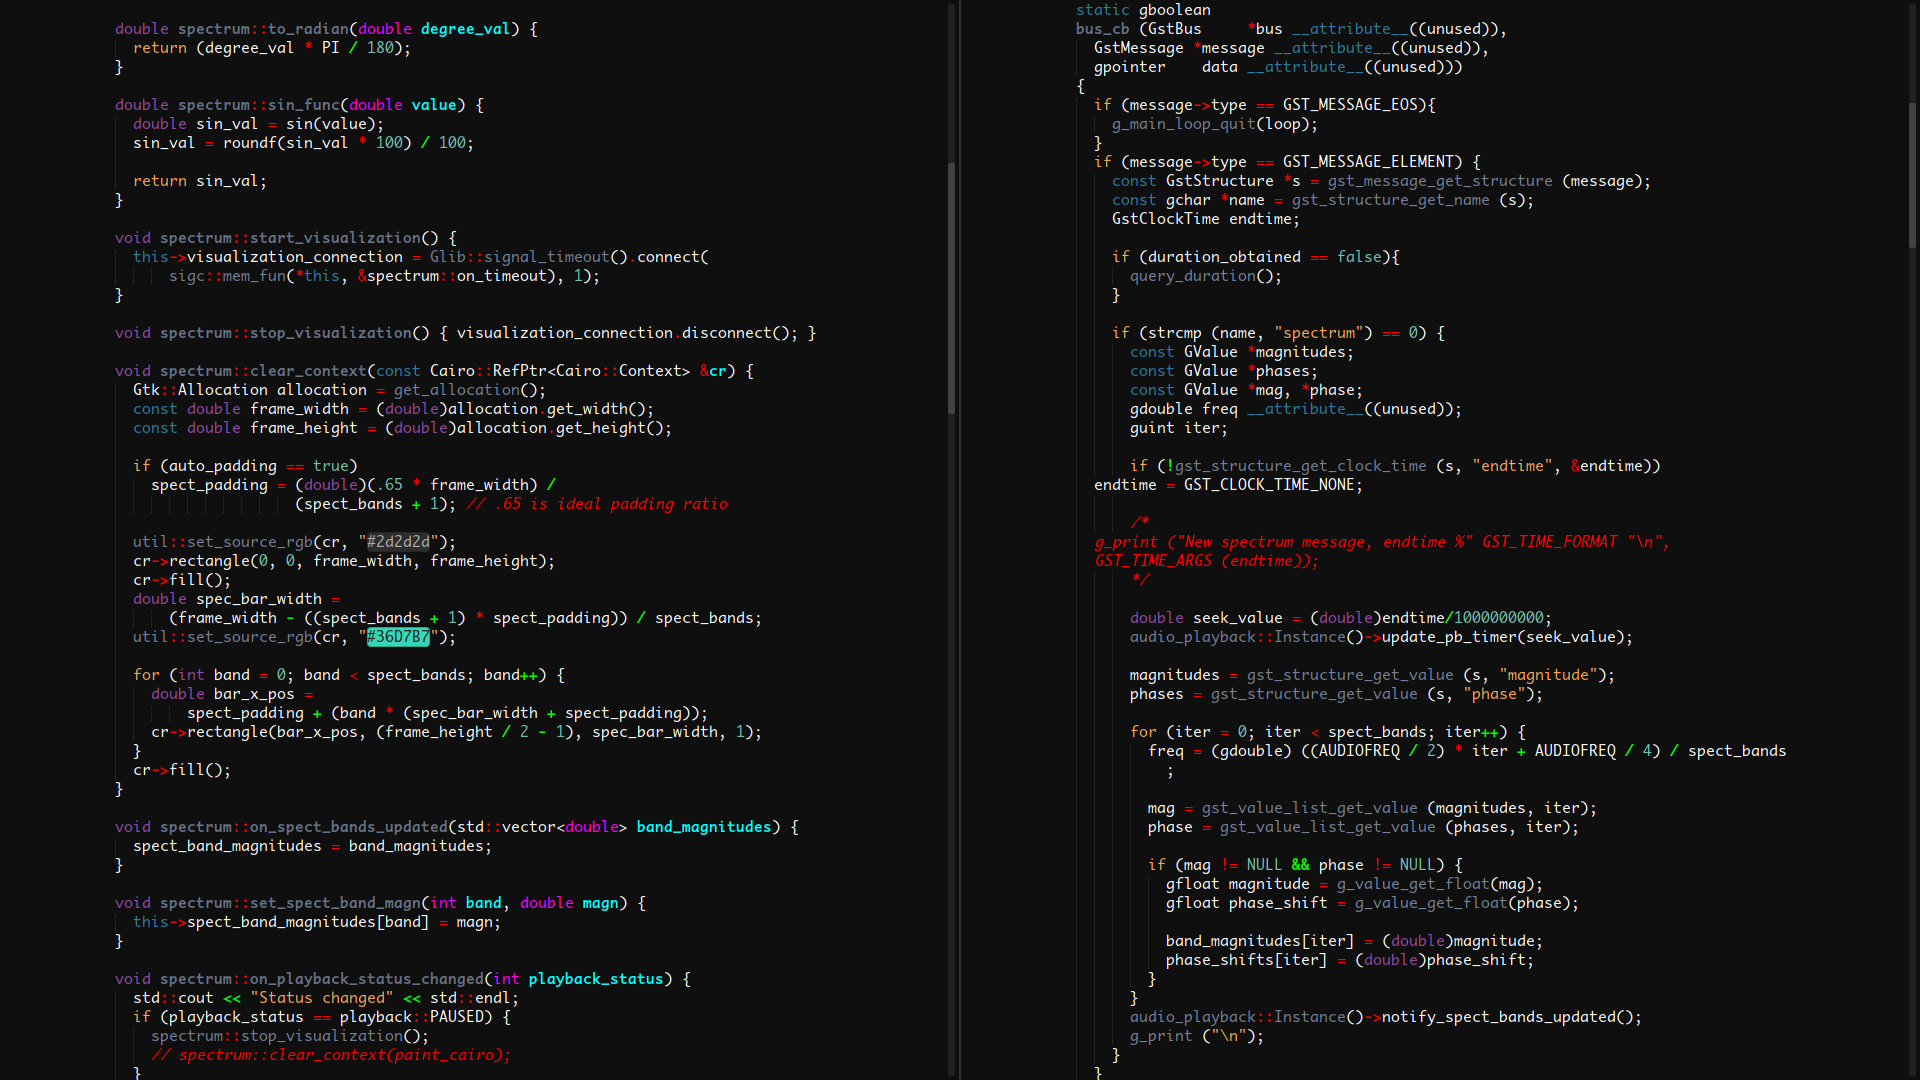 double spectrum::to_radian(double degree_val) {
  return (degree_val * PI / 180);
}

double spectrum::sin_func(double value) {
  double sin_val = sin(value);
  sin_val = roundf(sin_val * 100) / 100;

  return sin_val;
}

void spectrum::start_visualization() {
  this->visualization_connection = Glib::signal_timeout().connect(
      sigc::mem_fun(*this, &spectrum::on_timeout), 1);
}

void spectrum::stop_visualization() { visualization_connection.disconnect(); }

void spectrum::clear_context(const Cairo::RefPtr<Cairo::Context> &cr) {
  Gtk::Allocation allocation = get_allocation();
  const double frame_width = (double)allocation.get_width();
  const double frame_height = (double)allocation.get_height();

  if (auto_padding == true)
    spect_padding = (double)(.65 * frame_width) /
                    (spect_bands + 1); // .65 is ideal padding ratio

  util::set_source_rgb(cr, "#2d2d2d");
  cr->rectangle(0, 0, frame_width, frame_height);
  cr->fill();
  double spec_bar_width =
      (frame_width - ((spect_bands + 1) * spect_padding)) / spect_bands;
  util::set_source_rgb(cr, "#36D7B7");

  for (int band = 0; band < spect_bands; band++) {
    double bar_x_pos =
        spect_padding + (band * (spec_bar_width + spect_padding));
    cr->rectangle(bar_x_pos, (frame_height / 2 - 1), spec_bar_width, 1);
  }
  cr->fill();
}

void spectrum::on_spect_bands_updated(std::vector<double> band_magnitudes) {
  spect_band_magnitudes = band_magnitudes;
}

void spectrum::set_spect_band_magn(int band, double magn) {
  this->spect_band_magnitudes[band] = magn;
}

void spectrum::on_playback_status_changed(int playback_status) {
  std::cout << "Status changed" << std::endl;
  if (playback_status == playback::PAUSED) {
    spectrum::stop_visualization();
    // spectrum::clear_context(paint_cairo);
  }
static gboolean
bus_cb (GstBus     *bus __attribute__((unused)),
  GstMessage *message __attribute__((unused)),
  gpointer    data __attribute__((unused)))
{
  if (message->type == GST_MESSAGE_EOS){
    g_main_loop_quit(loop);
  }
  if (message->type == GST_MESSAGE_ELEMENT) {
    const GstStructure *s = gst_message_get_structure (message);
    const gchar *name = gst_structure_get_name (s);
    GstClockTime endtime;

    if (duration_obtained == false){
      query_duration();
    }

    if (strcmp (name, "spectrum") == 0) {
      const GValue *magnitudes;
      const GValue *phases;
      const GValue *mag, *phase;
      gdouble freq __attribute__((unused));
      guint iter;

      if (!gst_structure_get_clock_time (s, "endtime", &endtime))
  endtime = GST_CLOCK_TIME_NONE;

      /*
  g_print ("New spectrum message, endtime %" GST_TIME_FORMAT "\n",
  GST_TIME_ARGS (endtime));
      */

      double seek_value = (double)endtime/1000000000;
      audio_playback::Instance()->update_pb_timer(seek_value);

      magnitudes = gst_structure_get_value (s, "magnitude");
      phases = gst_structure_get_value (s, "phase");

      for (iter = 0; iter < spect_bands; iter++) {
        freq = (gdouble) ((AUDIOFREQ / 2) * iter + AUDIOFREQ / 4) / spect_bands
          ;

        mag = gst_value_list_get_value (magnitudes, iter);
        phase = gst_value_list_get_value (phases, iter);

        if (mag != NULL && phase != NULL) {
          gfloat magnitude = g_value_get_float(mag);
          gfloat phase_shift = g_value_get_float(phase);

          band_magnitudes[iter] = (double)magnitude;
          phase_shifts[iter] = (double)phase_shift;
        }
      }
      audio_playback::Instance()->notify_spect_bands_updated();
      g_print ("\n");
    }
  }